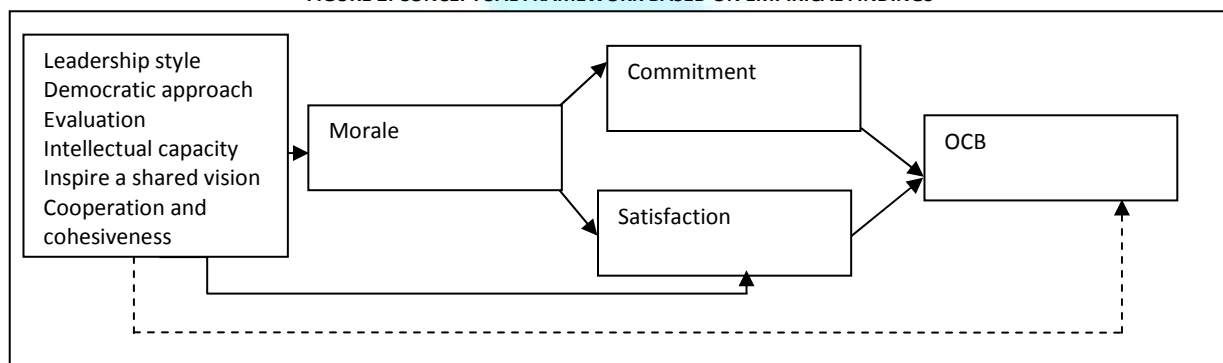 Leadership style
Democratic approach
Evaluation
Intellectual capacity
Inspire a shared vision
Cooperation and
cohesiveness
Morale
Commitment
Satisfaction
OCB